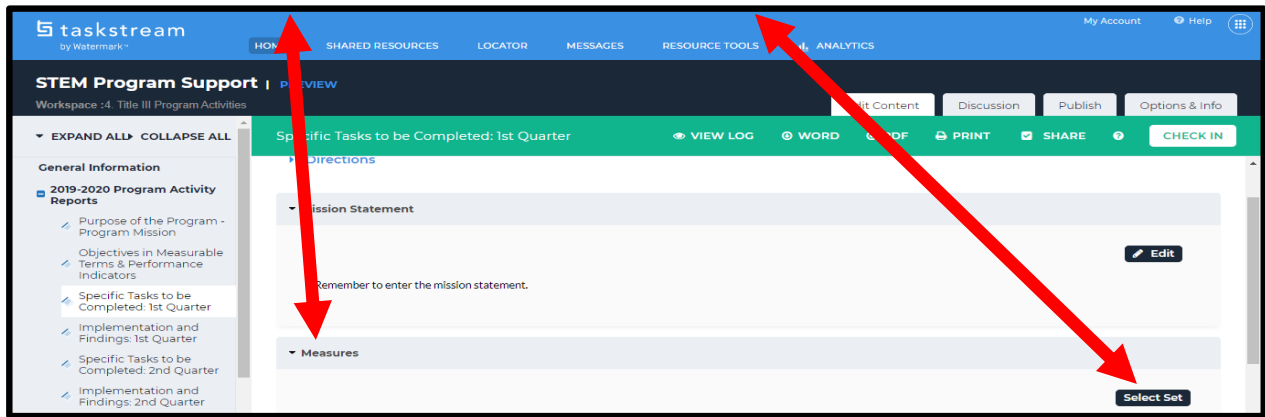 taskstream
by Watermark™
My Account Help
SHARED RESOURCES LOCATOR MESSAGES RESOURCE TOOLS ANALYTICS
STEM Program Support |
Workspace :4. Title III Program Activities
Content Discussion Publish Options & Info
EXPAND ALL COLLAPSE ALL
Specific Tasks to be Completed: 1st Quarter VIEW LOG WORD PRINT SHARE CHECK IN
Directions
General Information
2019-2020 Program Activity
Reports
Purpose of the Program -
Program Mission
Objectives in Measurable
Terms & Performance
Indicators
Specific Tasks to be
Completed: 1st Quarter
Implementation and
Findings: 1st Quarter
Specific Tasks to be
Completed: 2nd Quarter
Implementation and
Findings: 2nd Quarter
Mission Statement
Edit
Remember to enter the mission statement.
Measures
Select Set